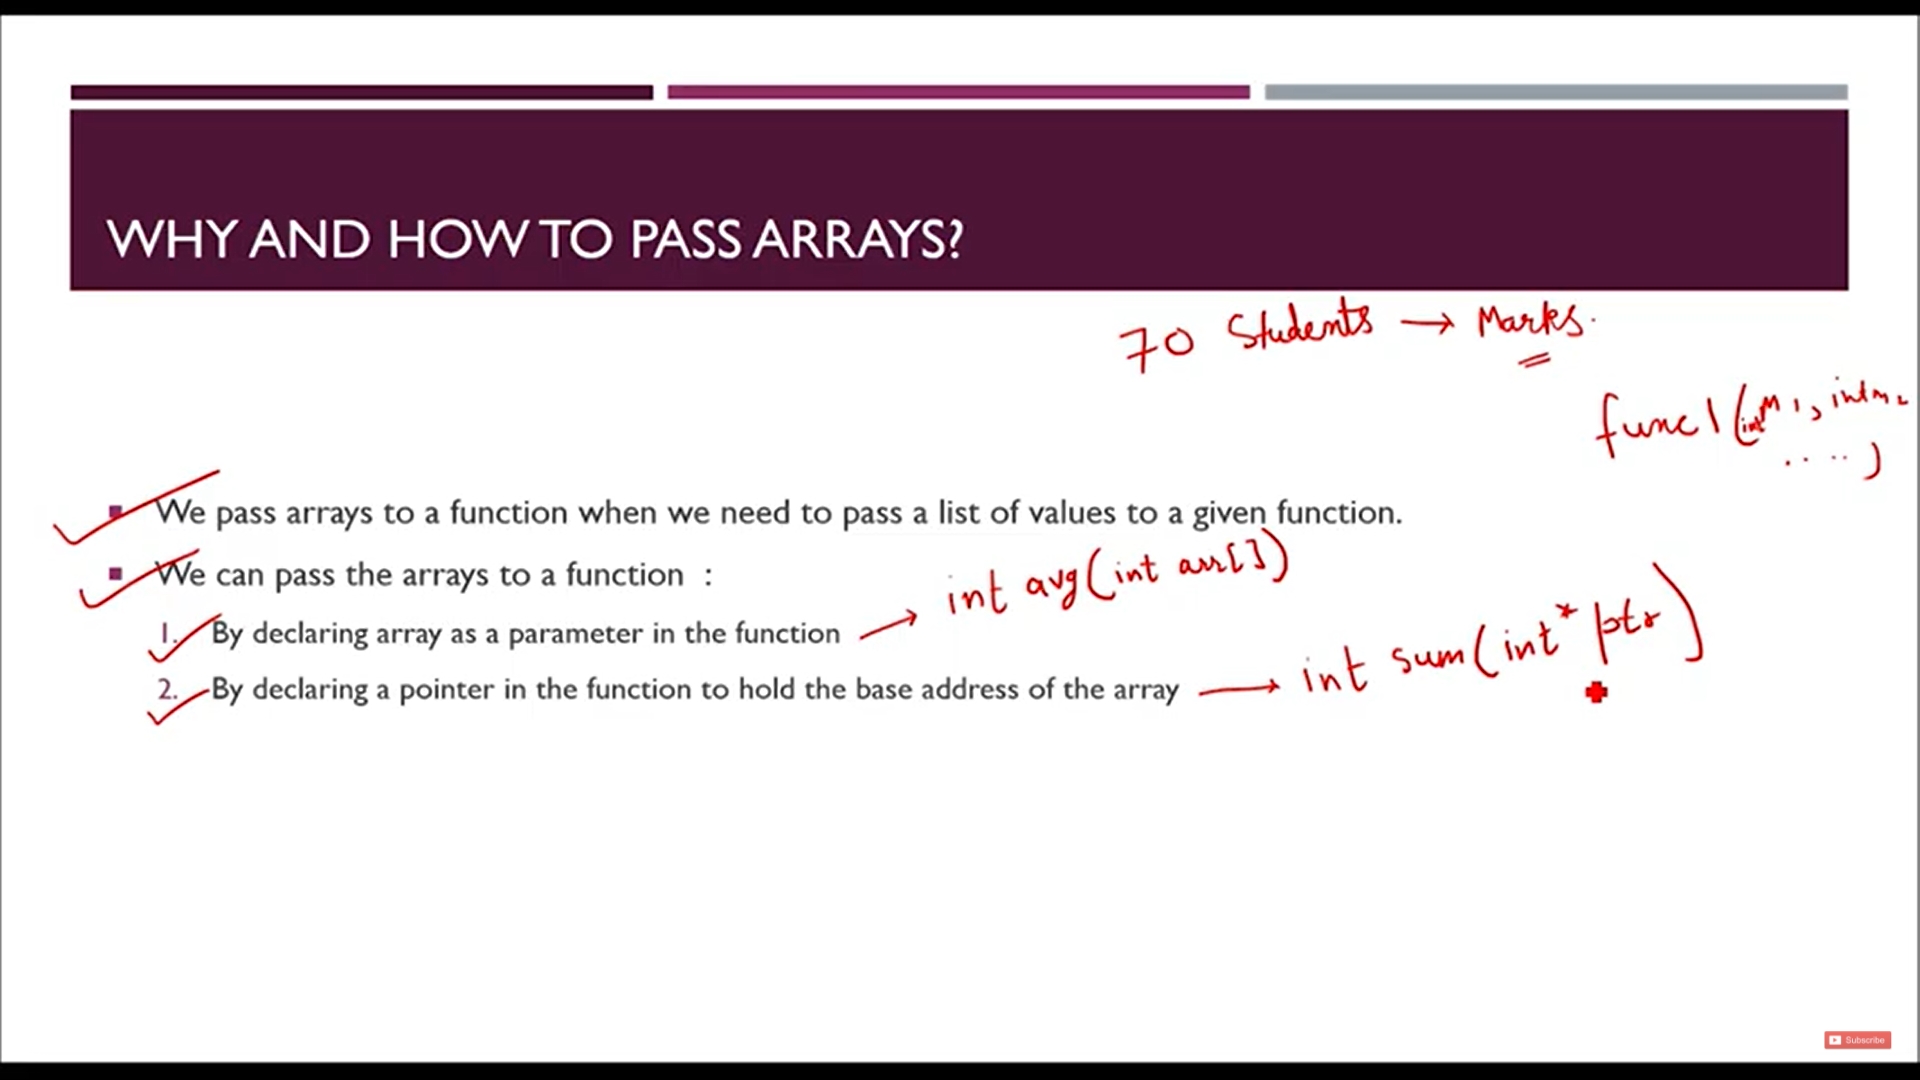 WHY AND HOW TO PASS ARRAYS?
70 Students → Marks.
func1(int M1, int m2
.....)
We pass arrays to a function when we need to pass a list of values to a given function.
We can pass the arrays to a function :
int avg(int arr[])
1. By declaring array as a parameter in the function →
2. By declaring a pointer in the function to hold the base address of the array → int sum(int* ptr)
Subscribe